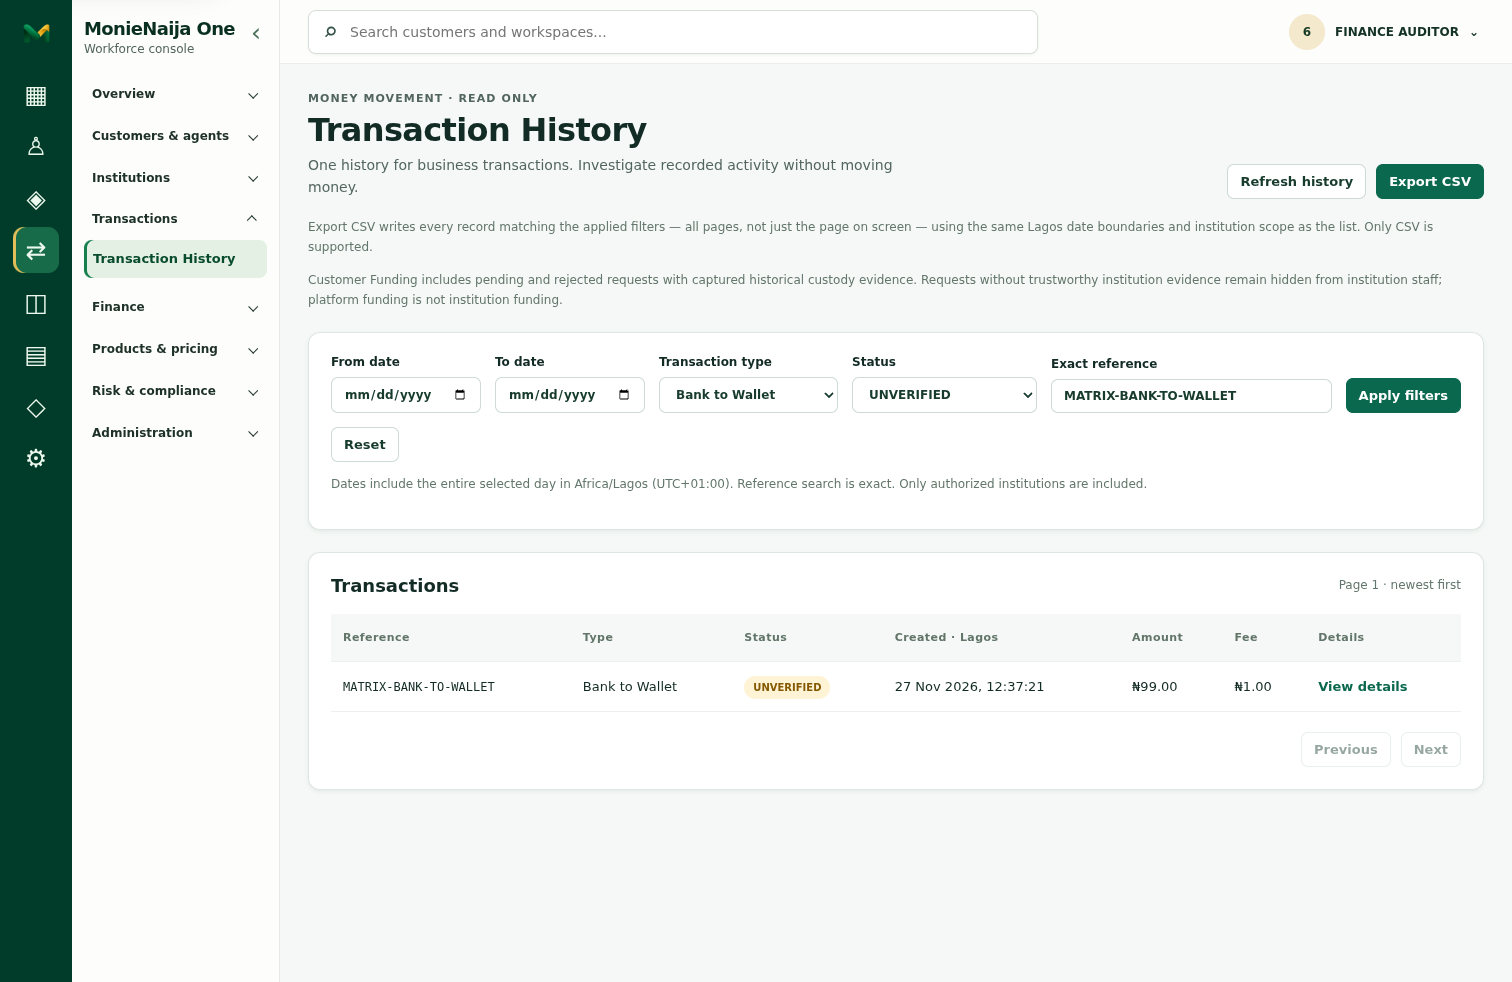 MonieNaija One
Workforce console
Overview
Customers & agents
Institutions
Transactions
Transaction History
Finance
Products & pricing
Risk & compliance
Administration
Search customers and workspaces...
6
FINANCE AUDITOR
MONEY MOVEMENT · READ ONLY
Transaction History
One history for business transactions. Investigate recorded activity without moving
money.
Refresh history
Export CSV
Export CSV writes every record matching the applied filters — all pages, not just the page on screen — using the same Lagos date boundaries and institution scope as the list. Only CSV is
supported.
Customer Funding includes pending and rejected requests with captured historical custody evidence. Requests without trustworthy institution evidence remain hidden from institution staff;
platform funding is not institution funding.
From date To date Transaction type Status Exact reference
mm/dd/yyyy mm/dd/yyyy Bank to Wallet UNVERIFIED MATRIX-BANK-TO-WALLET Apply filters
Reset
Dates include the entire selected day in Africa/Lagos (UTC+01:00). Reference search is exact. Only authorized institutions are included.
Transactions
Page 1 · newest first
Reference Type Status Created · Lagos Amount Fee Details
MATRIX-BANK-TO-WALLET Bank to Wallet UNVERIFIED 27 Nov 2026, 12:37:21 ₦99.00 ₦1.00 View details
Previous Next